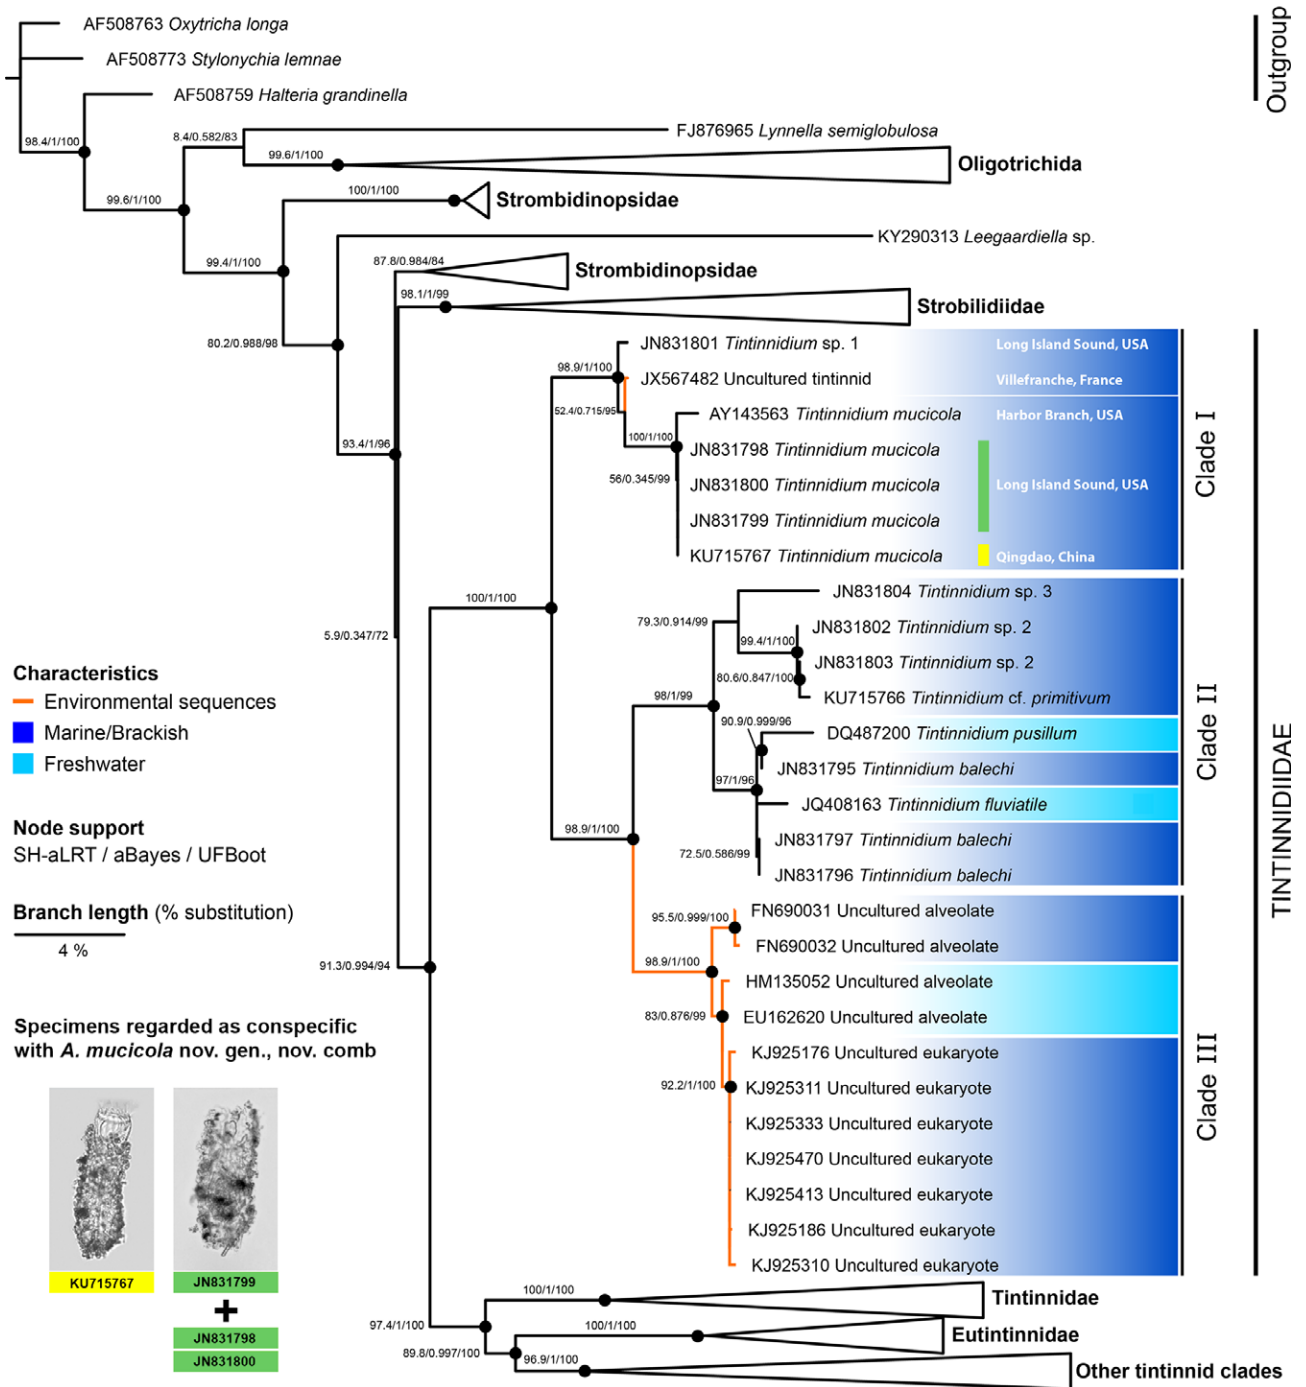 AF508763 Oxytricha longa
AF508773 Stylonychia lemnae
AF508759 Halteria grandinella
Outgroup
98.4/1/100
8.4/0.582/83
FJ876965 Lynnella semiglobulosa
99.6/1/100
Oligotrichida
99.6/1/100
100/1/100
Strombidinopsidae
99.4/1/100
KY290313 Leegaardiella sp.
87.8/0.984/84
Strombidinopsidae
98.1/1/99
Strobilidiidae
80.2/0.988/98
JN831801 Tintinnidium sp. 1
Long Island Sound, USA
98.9/1/100
JX567482 Uncultured tintinnid
Villefranche, France
52.4/0.715/95
AY143563 Tintinnidium mucicola
Harbor Branch, USA
93.4/1/96
100/1/100
JN831798 Tintinnidium mucicola
56/0.345/99
JN831800 Tintinnidium mucicola
Long Island Sound, USA
JN831799 Tintinnidium mucicola
KU715767 Tintinnidium mucicola
Qingdao, China
Clade I
100/1/100
JN831804 Tintinnidium sp. 3
79.3/0.914/99
JN831802 Tintinnidium sp. 2
5.9/0.347/72
99.4/1/100
JN831803 Tintinnidium sp. 2
80.6/0.847/100
KU715766 Tintinnidium cf. primitivum
98/1/99
90.9/0.999/96
DQ487200 Tintinnidium pusillum
JN831795 Tintinnidium balechi
97/1/96
JQ408163 Tintinnidium fluviatile
98.9/1/100
JN831797 Tintinnidium balechi
72.5/0.586/99
JN831796 Tintinnidium balechi
Clade II
TINTINNIDIIDAE
Characteristics
Environmental sequences
Marine/Brackish
Freshwater
Node support
SH-aLRT / aBayes / UFBoot
Branch length (% substitution)
4 %
FN690031 Uncultured alveolate
95.5/0.999/100
FN690032 Uncultured alveolate
91.3/0.994/94
98.9/1/100
HM135052 Uncultured alveolate
83/0.876/99
EU162620 Uncultured alveolate
KJ925176 Uncultured eukaryote
92.2/1/100
KJ925311 Uncultured eukaryote
KJ925333 Uncultured eukaryote
KJ925470 Uncultured eukaryote
KJ925413 Uncultured eukaryote
KJ925186 Uncultured eukaryote
KJ925310 Uncultured eukaryote
Clade III
Specimens regarded as conspecific
with A. mucicola nov. gen., nov. comb
KU715767
JN831799
+
JN831798
JN831800
100/1/100
Tintinnidae
97.4/1/100
100/1/100
Eutintinnidae
89.8/0.997/100
96.9/1/100
Other tintinnid clades